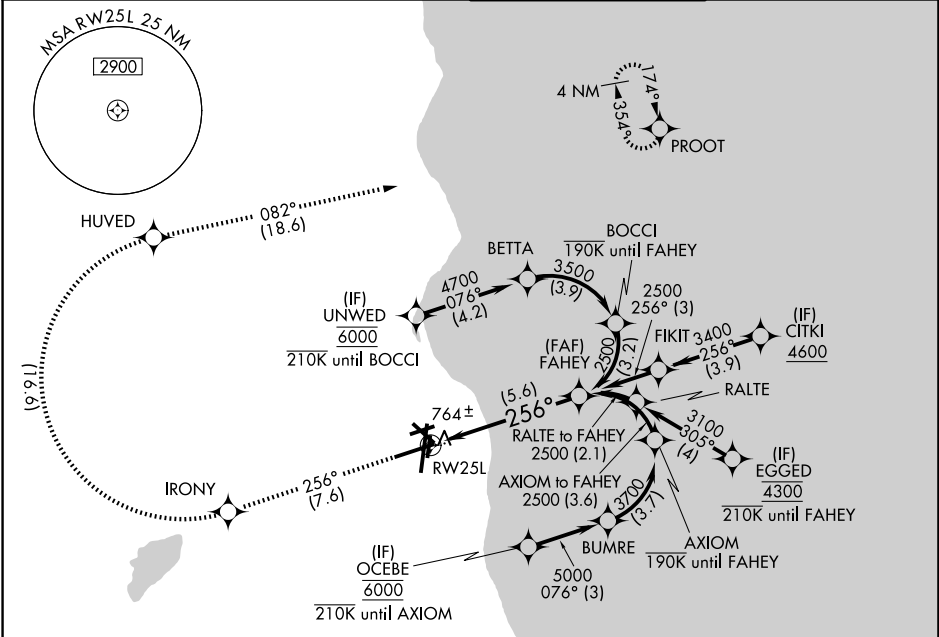 MSA RW25L 25 NM
2900
4 NM
174°
354°
PROOT
HUVED
082°
(18.6)
BETTA
BOCCI
190K until FAHEY
4700
076°
(4.2)
3500
(3.9)
2500
256° (3)
(IF)
UNWED
6000
210K until BOCCI
2500
(3.2)
FIKIT
3400
256°
(3.9)
(IF)
CITKI
4600
(FAF)
FAHEY
RALTE
(16.6)
(5.6)
256°
764±
RW25L
RALTE to FAHEY
2500 (2.1)
3100
305°
(4)
AXIOM to FAHEY
2500 (3.6)
(IF)
EGGED
4300
210K until FAHEY
256°
(7.6)
IRONY
3700
(3.7)
BUMRE
AXIOM
190K until FAHEY
(IF)
OCEBE
6000
210K until AXIOM
5000
076° (3)